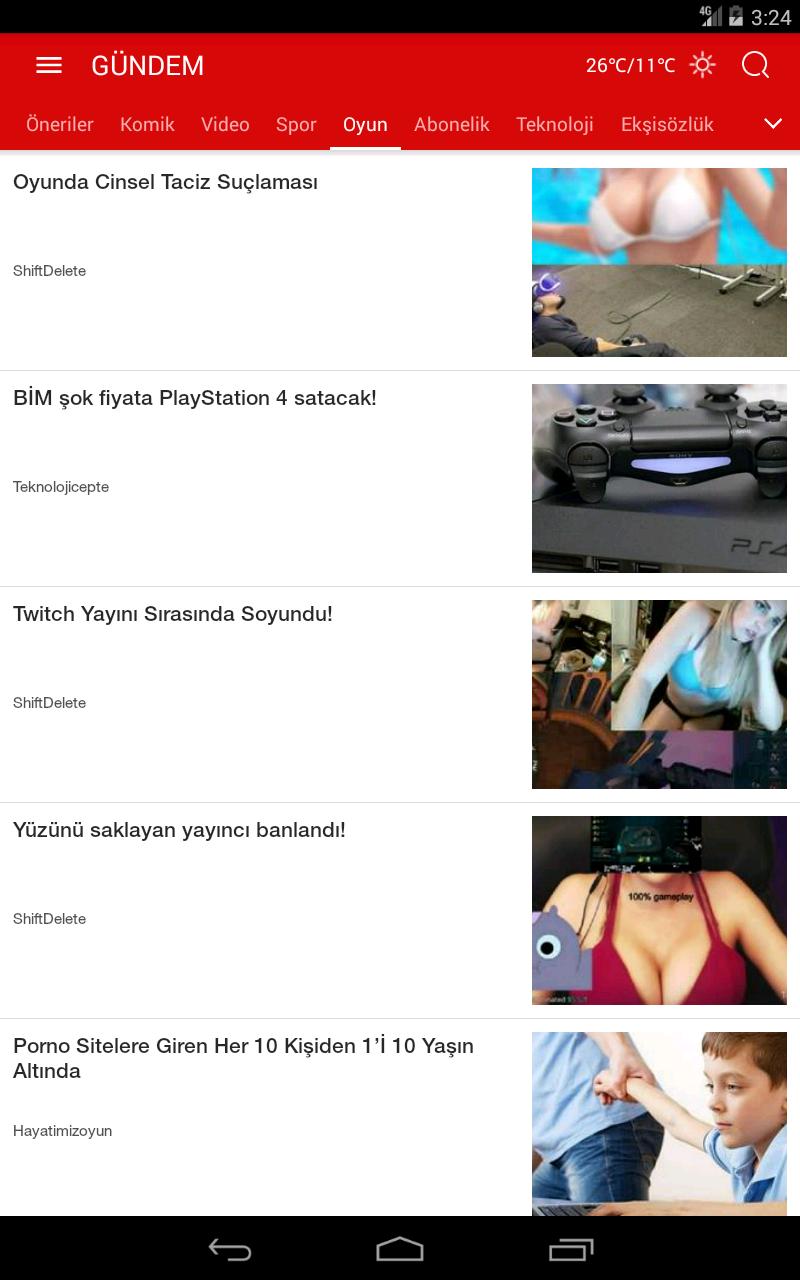 4G 3:24
GÜNDEM 26℃/11℃
Öneriler Komik Video Spor Oyun Abonelik Teknoloji Ekşisözlük
Oyunda Cinsel Taciz Suçlaması
ShiftDelete
BİM şok fiyata PlayStation 4 satacak!
SONY
PS4
Teknolojicepte
Twitch Yayını Sırasında Soyundu!
ShiftDelete
Yüzünü saklayan yayıncı banlandı!
100% gameplay
ShiftDelete
Porno Sitelere Giren Her 10 Kişiden 1’İ 10 Yaşın
Altında
Hayatimizoyun